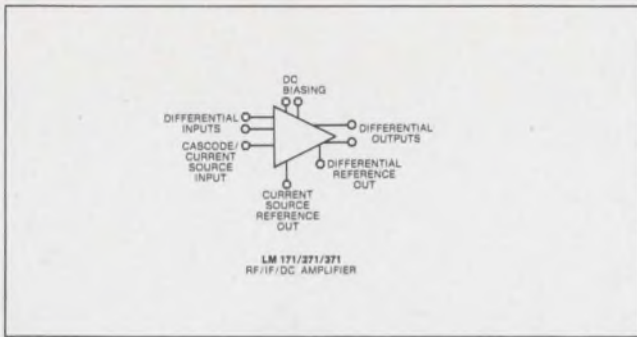 DC
BIASING
DIFFERENTIAL
INPUTS
CASCODE/
CURRENT
SOURCE
INPUT
DIFFERENTIAL
OUTPUTS
DIFFERENTIAL
REFERENCE
OUT
CURRENT
SOURCE
REFERENCE
OUT
LM 171/271/371
RF/IF/DC AMPLIFIER